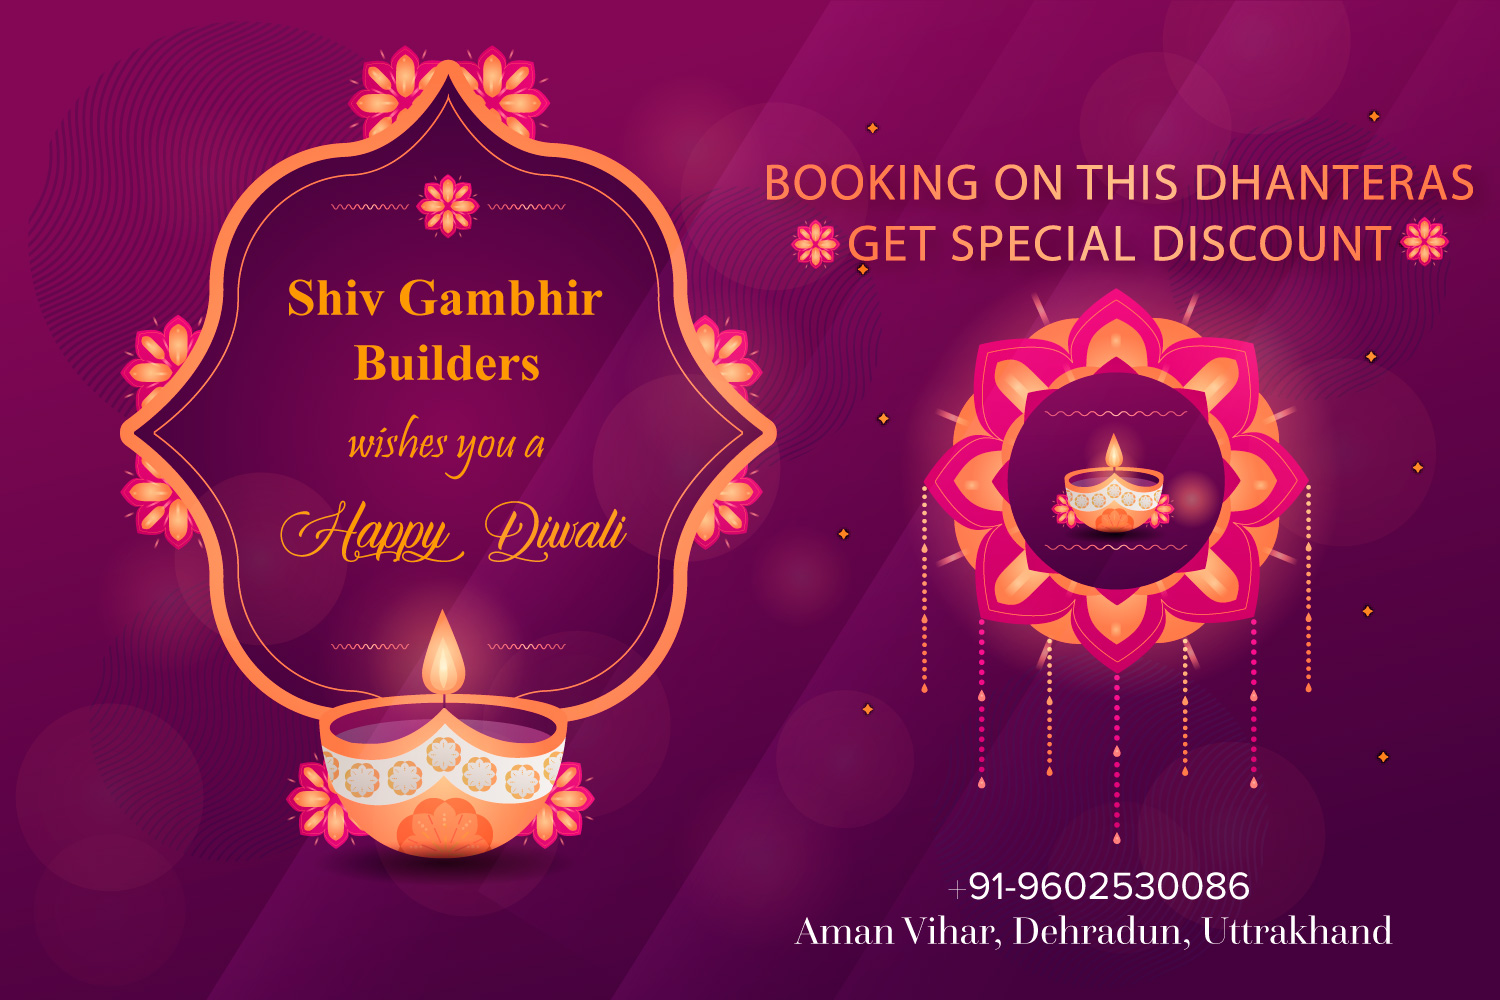 Shiv Gambhir
Builders
wishes you a
Happy Diwali
BOOKING ON THIS DHANTERAS
GET SPECIAL DISCOUNT
+91-9602530086
Aman Vihar, Dehradun, Uttrakhand